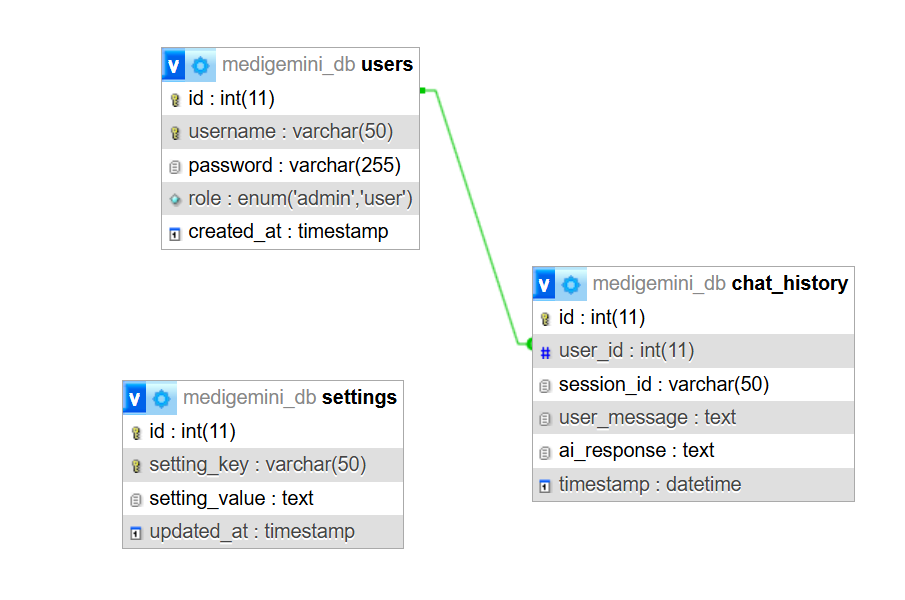 medigemini_db users
id : int(11)
username : varchar(50)
password : varchar(255)
role : enum('admin','user')
created_at : timestamp
medigemini_db chat_history
id : int(11)
user_id : int(11)
session_id : varchar(50)
user_message : text
ai_response : text
timestamp : datetime
medigemini_db settings
id : int(11)
setting_key : varchar(50)
setting_value : text
updated_at : timestamp